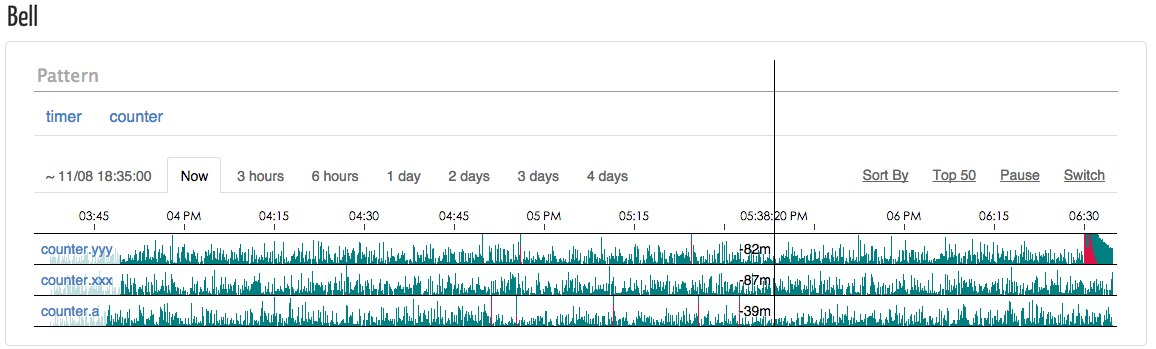 Bell
Pattern
timer counter
~ 11/08 18:35:00 Now 3 hours 6 hours 1 day 2 days 3 days 4 days Sort By Top 50 Pause Switch
03:45 04 PM 04:15 04:30 04:45 05 PM 05:15 05:38:20 PM 06 PM 06:15 06:30
counter.yyy -82m
counter.xxx -87m
counter.a -39m